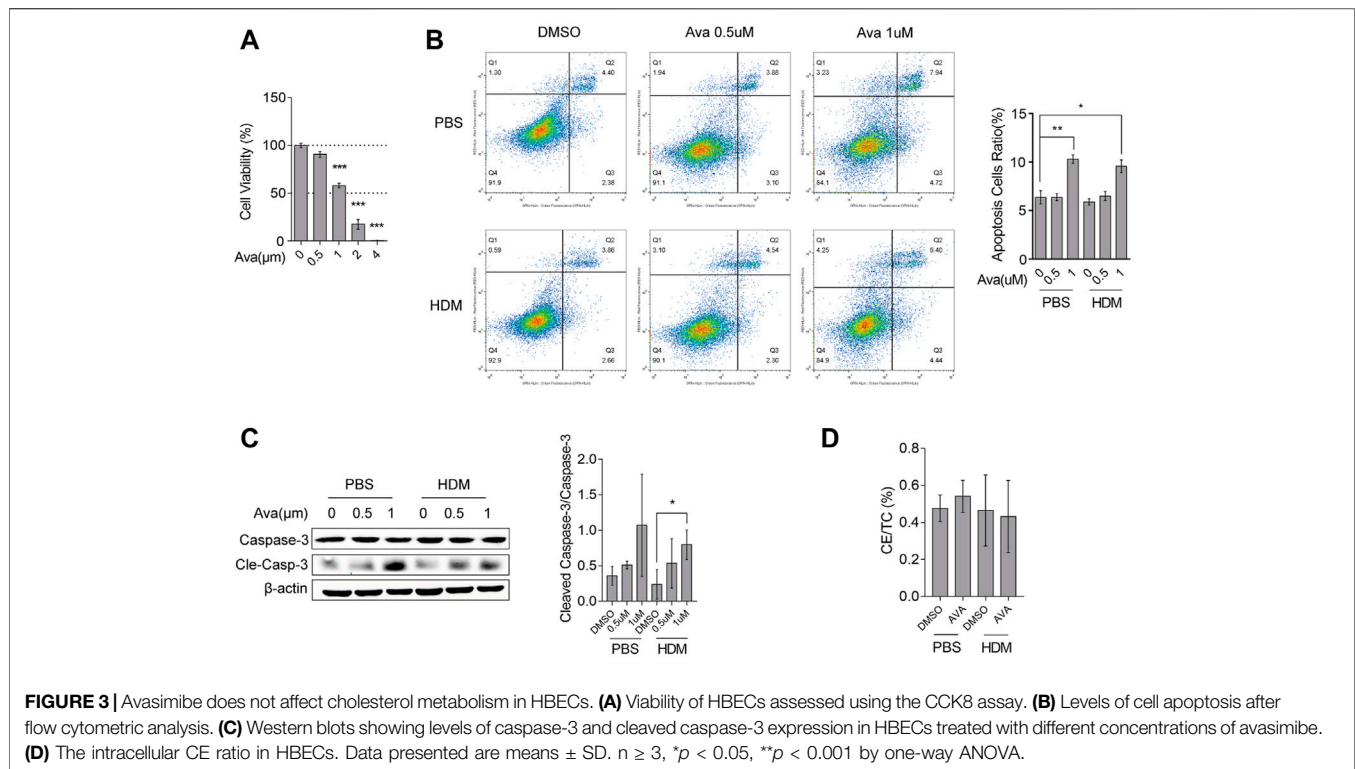 A
Cell Viability (%)
150
100
50
0
***
***
***
Ava(μm)
0
0.5
1
2
4
B
DMSO
Ava 0.5uM
Ava 1uM
PBS
Q1
1.30
Q2
4.40
Q4
91.9
Q3
2.38
Q1
1.94
Q2
3.88
Q4
91.1
Q3
3.10
Q1
3.23
Q2
7.94
Q4
84.1
Q3
4.72
HDM
Q1
0.59
Q2
3.86
Q4
92.9
Q3
2.66
Q1
3.10
Q2
4.54
Q4
90.1
Q3
2.30
Q1
4.25
Q2
6.40
Q4
84.9
Q3
4.44
Apoptosis Cells Ratio(%)
20
15
10
5
0
**
*
Ava(uM)
0
0.5
1
0
0.5
1
PBS
HDM
C
PBS
HDM
Ava(μm)
0
0.5
1
0
0.5
1
Caspase-3
Cle-Casp-3
β-actin
Cleaved Caspase-3/Caspase-3
2.0
1.5
1.0
0.5
0.0
*
DMSO
0.5uM
1uM
DMSO
0.5uM
1uM
PBS
HDM
D
CE/TC (%)
0.8
0.6
0.4
0.2
0.0
DMSO
AVA
DMSO
AVA
PBS
HDM
FIGURE 3 | Avasimibe does not affect cholesterol metabolism in HBECs. (A) Viability of HBECs assessed using the CCK8 assay. (B) Levels of cell apoptosis after
flow cytometric analysis. (C) Western blots showing levels of caspase-3 and cleaved caspase-3 expression in HBECs treated with different concentrations of avasimibe.
(D) The intracellular CE ratio in HBECs. Data presented are means ± SD. n ≥ 3, *p < 0.05, **p < 0.001 by one-way ANOVA.